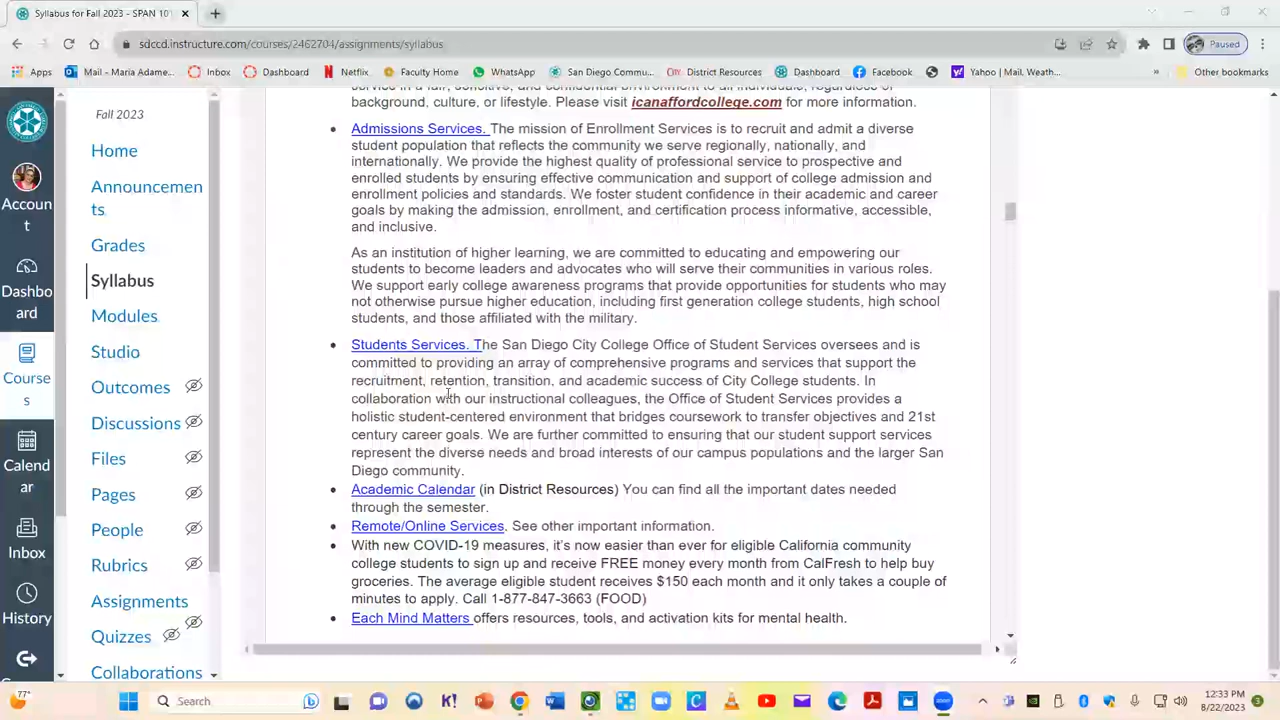 Syllabus for Fall 2023 - SPAN 10
sdccd.instructure.com/courses/2462704/assignments/syllabus
Paused
Apps
Mail - Maria Adame...
Inbox
Dashboard
Netflix
Faculty Home
WhatsApp
San Diego Commu...
District Resources
Dashboard
Facebook
Yahoo | Mail, Weath...
Other bookmarks
Accoun
t
Dashbo
ard
Course
s
Calend
ar
Inbox
History
Fall 2023
Home
Announcemen
ts
Grades
Syllabus
Modules
Studio
Outcomes
Discussions
Files
Pages
People
Rubrics
Assignments
Quizzes
Collaborations
background, culture, or lifestyle. Please visit icanaffordcollege.com for more information.
• Admissions Services. The mission of Enrollment Services is to recruit and admit a diverse
student population that reflects the community we serve regionally, nationally, and
internationally. We provide the highest quality of professional service to prospective and
enrolled students by ensuring effective communication and support of college admission and
enrollment policies and standards. We foster student confidence in their academic and career
goals by making the admission, enrollment, and certification process informative, accessible,
and inclusive.
As an institution of higher learning, we are committed to educating and empowering our
students to become leaders and advocates who will serve their communities in various roles.
We support early college awareness programs that provide opportunities for students who may
not otherwise pursue higher education, including first generation college students, high school
students, and those affiliated with the military.
• Students Services. The San Diego City College Office of Student Services oversees and is
committed to providing an array of comprehensive programs and services that support the
recruitment, retention, transition, and academic success of City College students. In
collaboration with our instructional colleagues, the Office of Student Services provides a
holistic student-centered environment that bridges coursework to transfer objectives and 21st
century career goals. We are further committed to ensuring that our student support services
represent the diverse needs and broad interests of our campus populations and the larger San
Diego community.
• Academic Calendar (in District Resources) You can find all the important dates needed
through the semester.
• Remote/Online Services. See other important information.
• With new COVID-19 measures, it's now easier than ever for eligible California community
college students to sign up and receive FREE money every month from CalFresh to help buy
groceries. The average eligible student receives $150 each month and it only takes a couple of
minutes to apply. Call 1-877-847-3663 (FOOD)
• Each Mind Matters offers resources, tools, and activation kits for mental health.
77°
Search
12:33 PM
8/22/2023